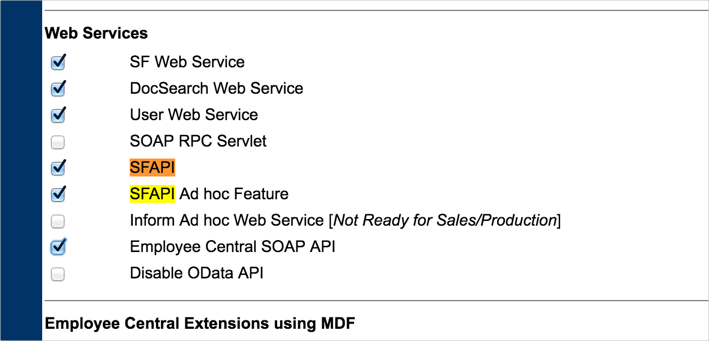 Web Services
SF Web Service
DocSearch Web Service
User Web Service
SOAP RPC Servlet
SFAPI
SFAPI Ad hoc Feature
Inform Ad hoc Web Service [Not Ready for Sales/Production]
Employee Central SOAP API
Disable OData API
Employee Central Extensions using MDF